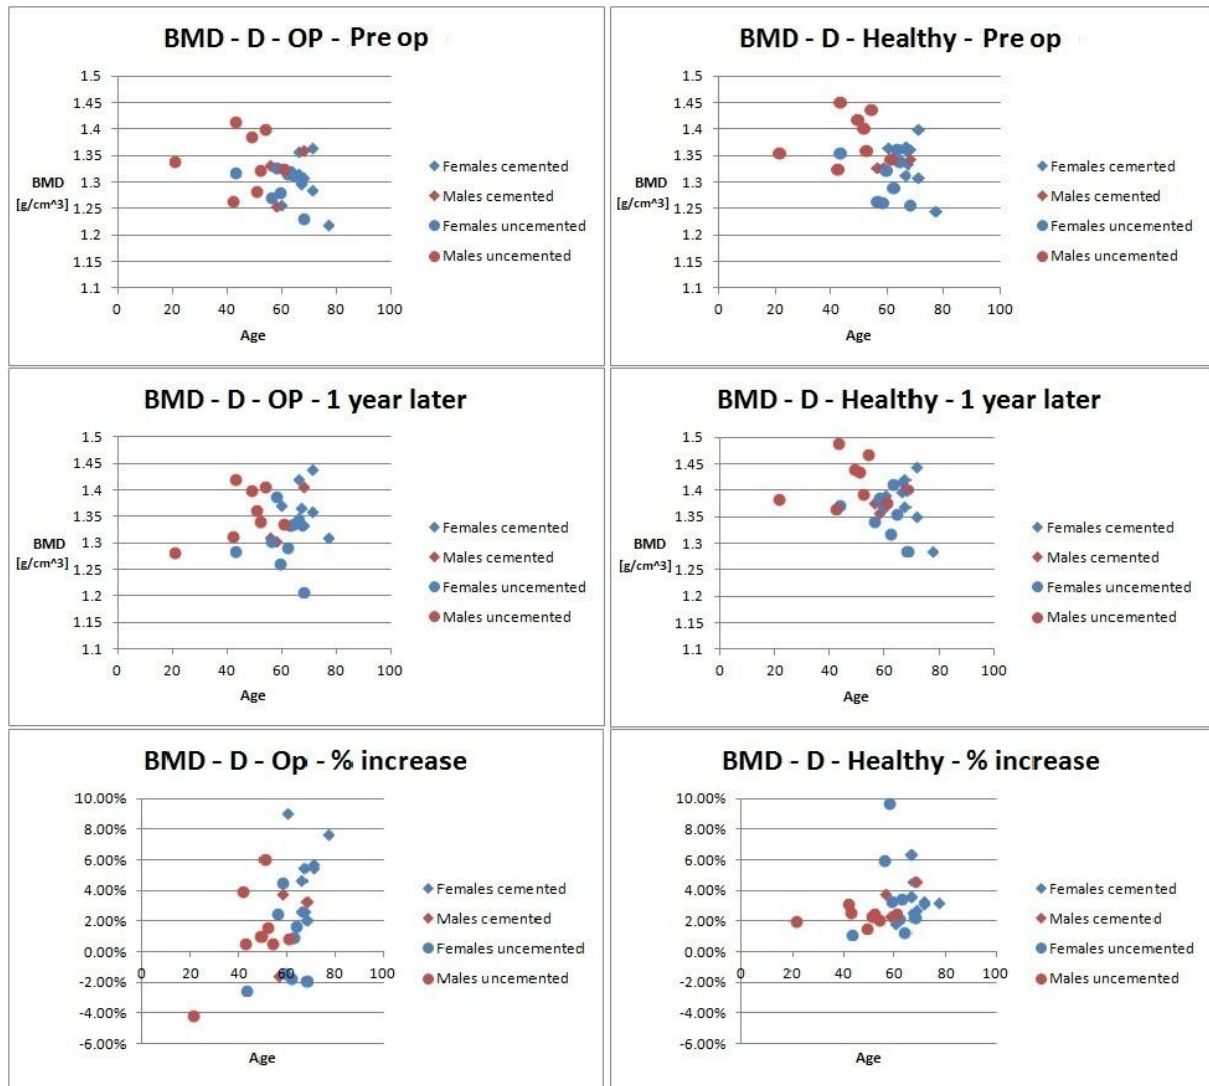 BMD - D - OP - Pre op
1.5
1.45
1.4
1.35
1.3
1.25
1.2
1.15
1.1
BMD
[g/cm^3]
0 20 40 60 80 100
Age
Females cemented
Males cemented
Females uncemented
Males uncemented
BMD - D - Healthy - Pre op
1.5
1.45
1.4
1.35
1.3
1.25
1.2
1.15
1.1
BMD
[g/cm^3]
0 20 40 60 80 100
Age
Females cemented
Males cemented
Females uncemented
Males uncemented
BMD - D - OP - 1 year later
1.5
1.45
1.4
1.35
1.3
1.25
1.2
1.15
1.1
BMD
[g/cm^3]
0 20 40 60 80 100
Age
Females cemented
Males cemented
Females uncemented
Males uncemented
BMD - D - Healthy - 1 year later
1.5
1.45
1.4
1.35
1.3
1.25
1.2
1.15
1.1
BMD
[g/cm^3]
0 20 40 60 80 100
Age
Females cemented
Males cemented
Females uncemented
Males uncemented
BMD - D - Op - % increase
10.00%
8.00%
6.00%
4.00%
2.00%
0.00%
-2.00%
-4.00%
-6.00%
0 20 40 60 80 100
Age
Females cemented
Males cemented
Females uncemented
Males uncemented
BMD - D - Healthy - % increase
10.00%
8.00%
6.00%
4.00%
2.00%
0.00%
-2.00%
-4.00%
-6.00%
0 20 40 60 80 100
Age
Females cemented
Males cemented
Females uncemented
Males uncemented